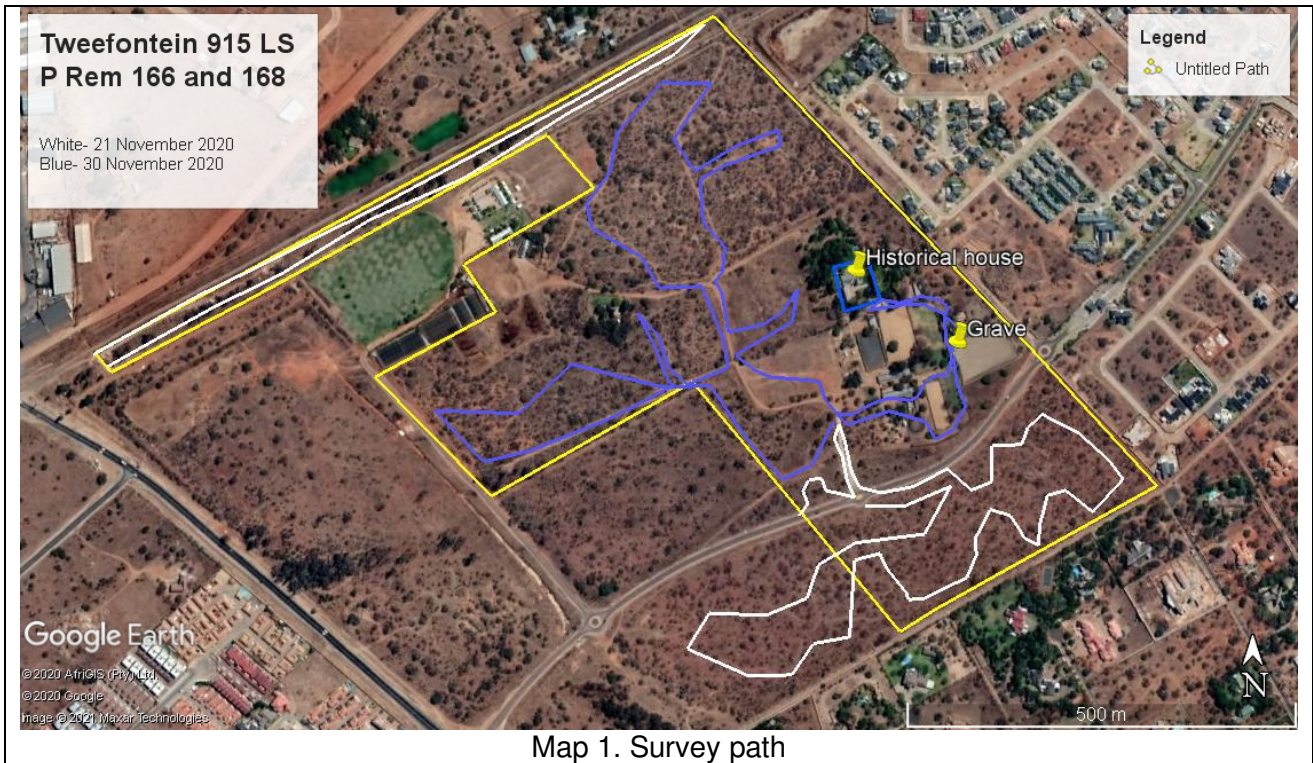 Tweefontein 915 LS
P Rem 166 and 168
White- 21 November 2020
Blue- 30 November 2020
Legend
Untitled Path
Historical house
Grave
Google Earth
© 2020 AfriGIS (Pty) Ltd.
© 2020 Google
Image © 2021 Maxar Technologies
N
500 m
Map 1. Survey path